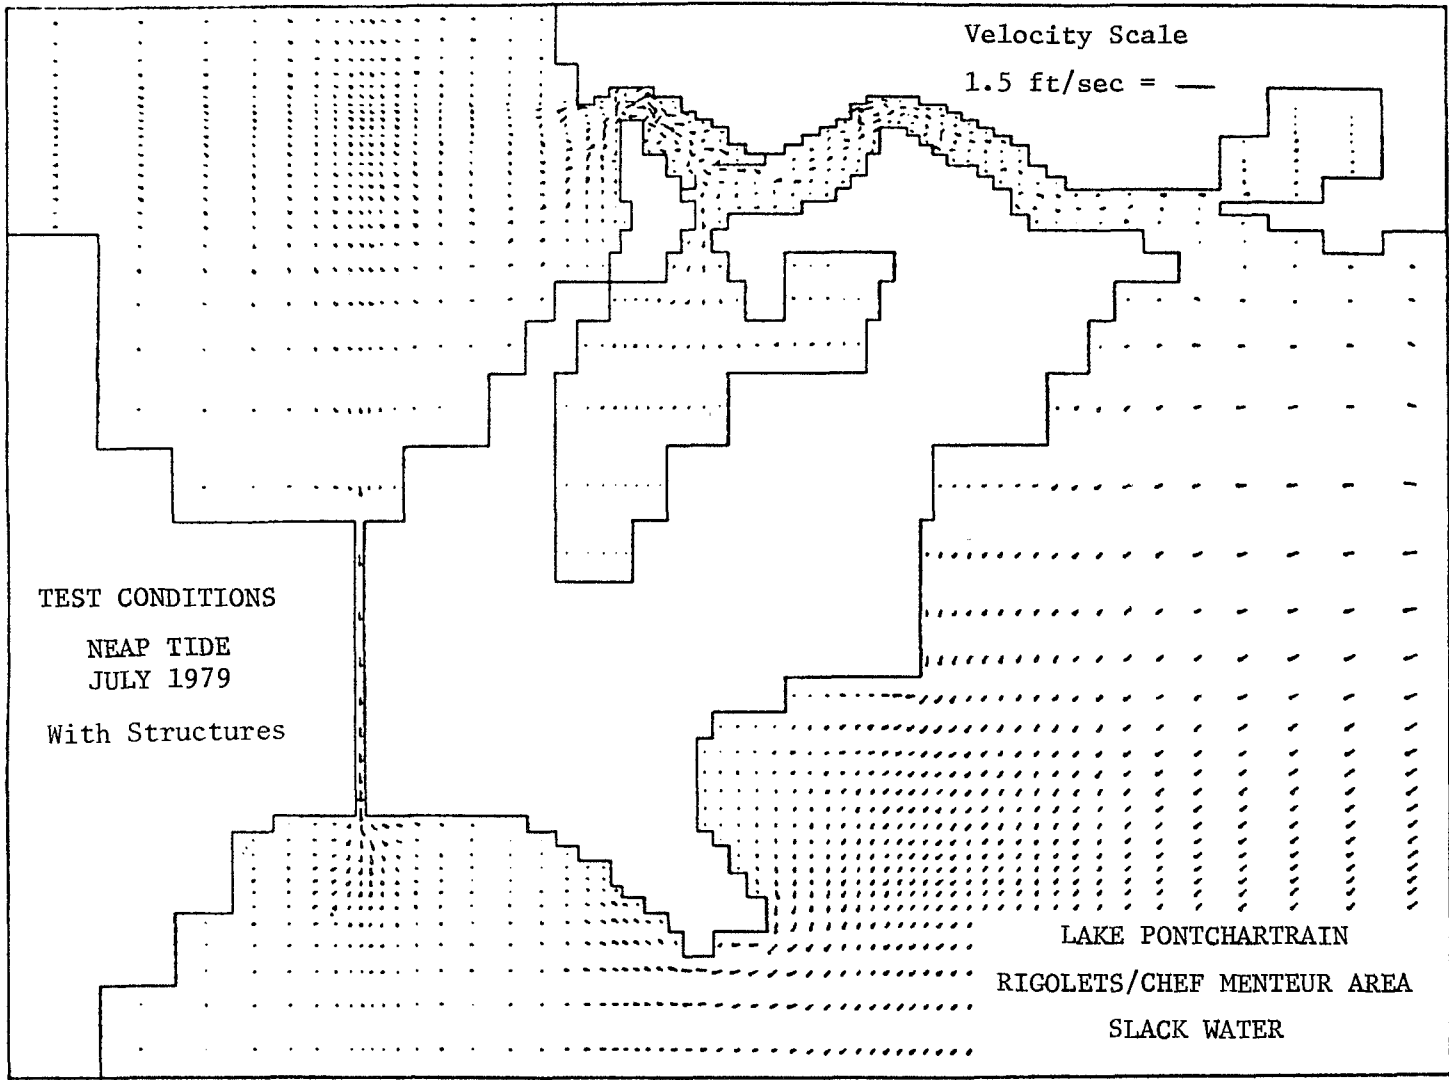 Velocity Scale
1.5 ft/sec = —
TEST CONDITIONS
NEAP TIDE
JULY 1979
With Structures
LAKE PONTCHARTRAIN
RIGOLETS/CHEF MENTEUR AREA
SLACK WATER